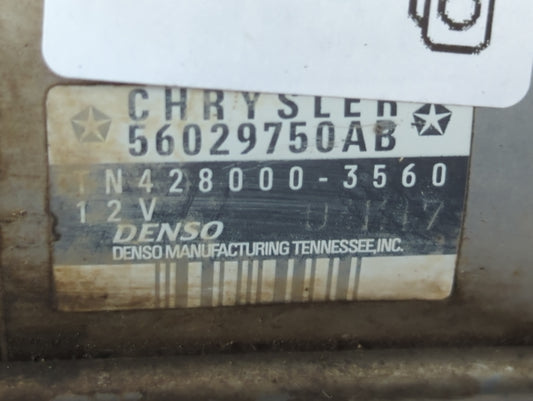 CHRYSLER
56029750AB
TN428000-3560
12V
DENSO
DENSO MANUFACTURING TENNESSEE,INC.